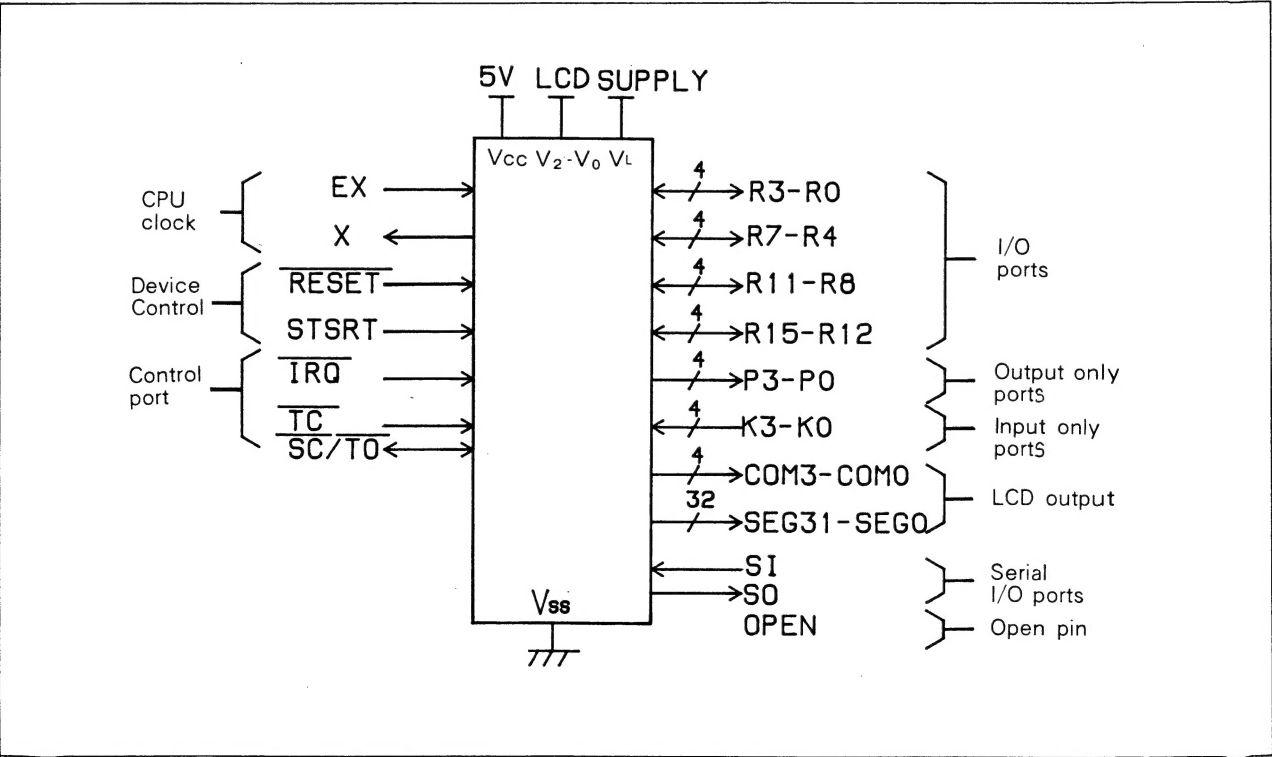 5V LCD SUPPLY
Vcc V2-V0 VL
CPU
clock
EX
X
Device
Control
RESET
STSRT
Control
port
IRQ
TC
SC/TO
4
R3-R0
4
R7-R4
4
R11-R8
4
R15-R12
I/O
ports
4
P3-P0
Output only
ports
4
K3-K0
Input only
ports
4
COM3-COM0
32
SEG31-SEG0
LCD output
SI
SO
Serial
I/O ports
OPEN
Open pin
Vss